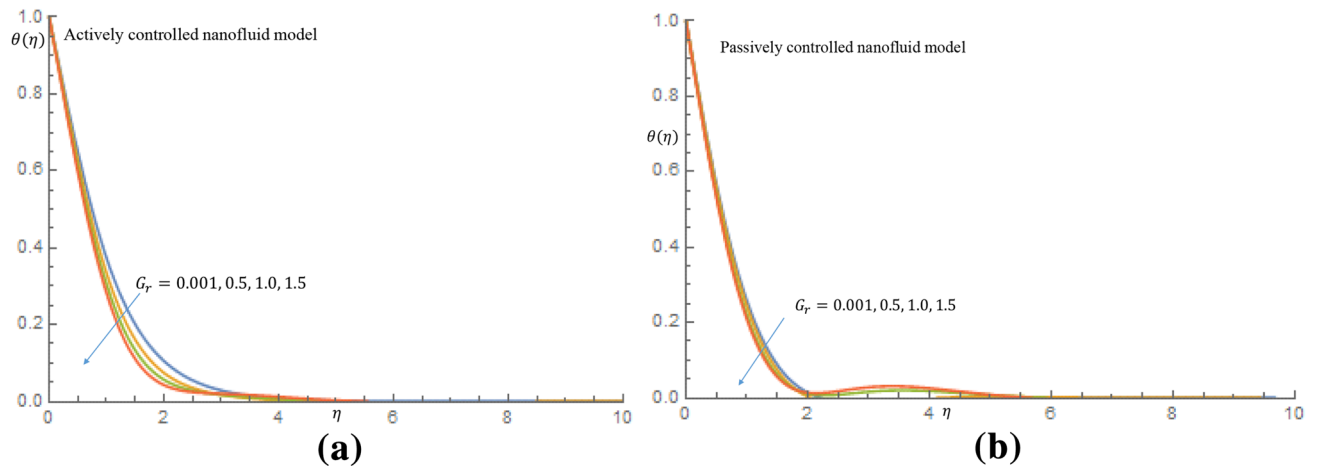 1.0
θ(η)
Actively controlled nanofluid model
0.8
0.6
0.4
0.2
0.0
G_r = 0.001, 0.5, 1.0, 1.5
0 2 4 η 6 8 10
(a)
1.0
Passively controlled nanofluid model
0.8
θ(η)
0.6
0.4
0.2
0.0
G_r = 0.001, 0.5, 1.0, 1.5
0 2 4 η 6 8 10
(b)